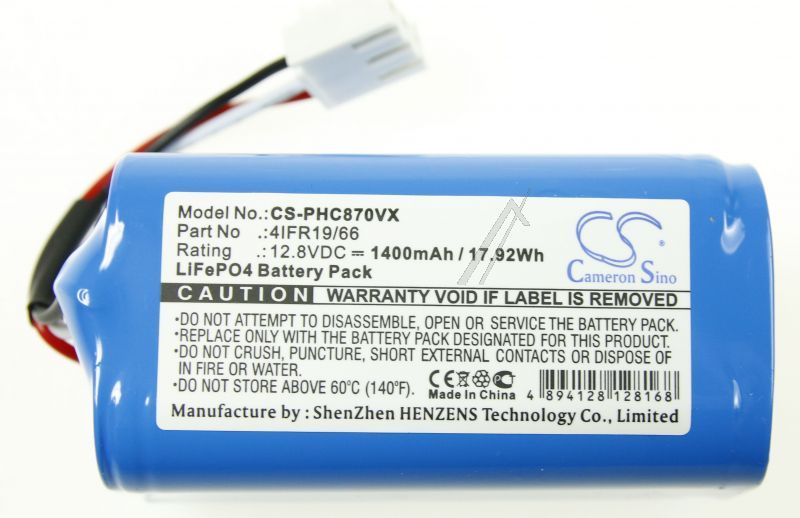 Model No.:CS-PHC870VX
Part No .:4IFR19/66
Rating .:12.8VDC ⎓ 1400mAh / 17.92Wh
LiFePO4 Battery Pack
CS
Cameron Sino
CAUTION WARRANTY VOID IF LABEL IS REMOVED
•DO NOT ATTEMPT TO DISASSEMBLE, OPEN OR SERVICE THE BATTERY PACK.
•REPLACE ONLY WITH THE BATTERY PACK DESIGNATED FOR THIS PRODUCT.
•DO NOT CRUSH, PUNCTURE, SHORT EXTERNAL CONTACTS OR DISPOSE
IN FIRE OR WATER.
•DO NOT STORE ABOVE 60°C (140°F).
CE
Made In China
4 894128 128168
Manufacture by : ShenZhen HENZENS Technology Co., Limited